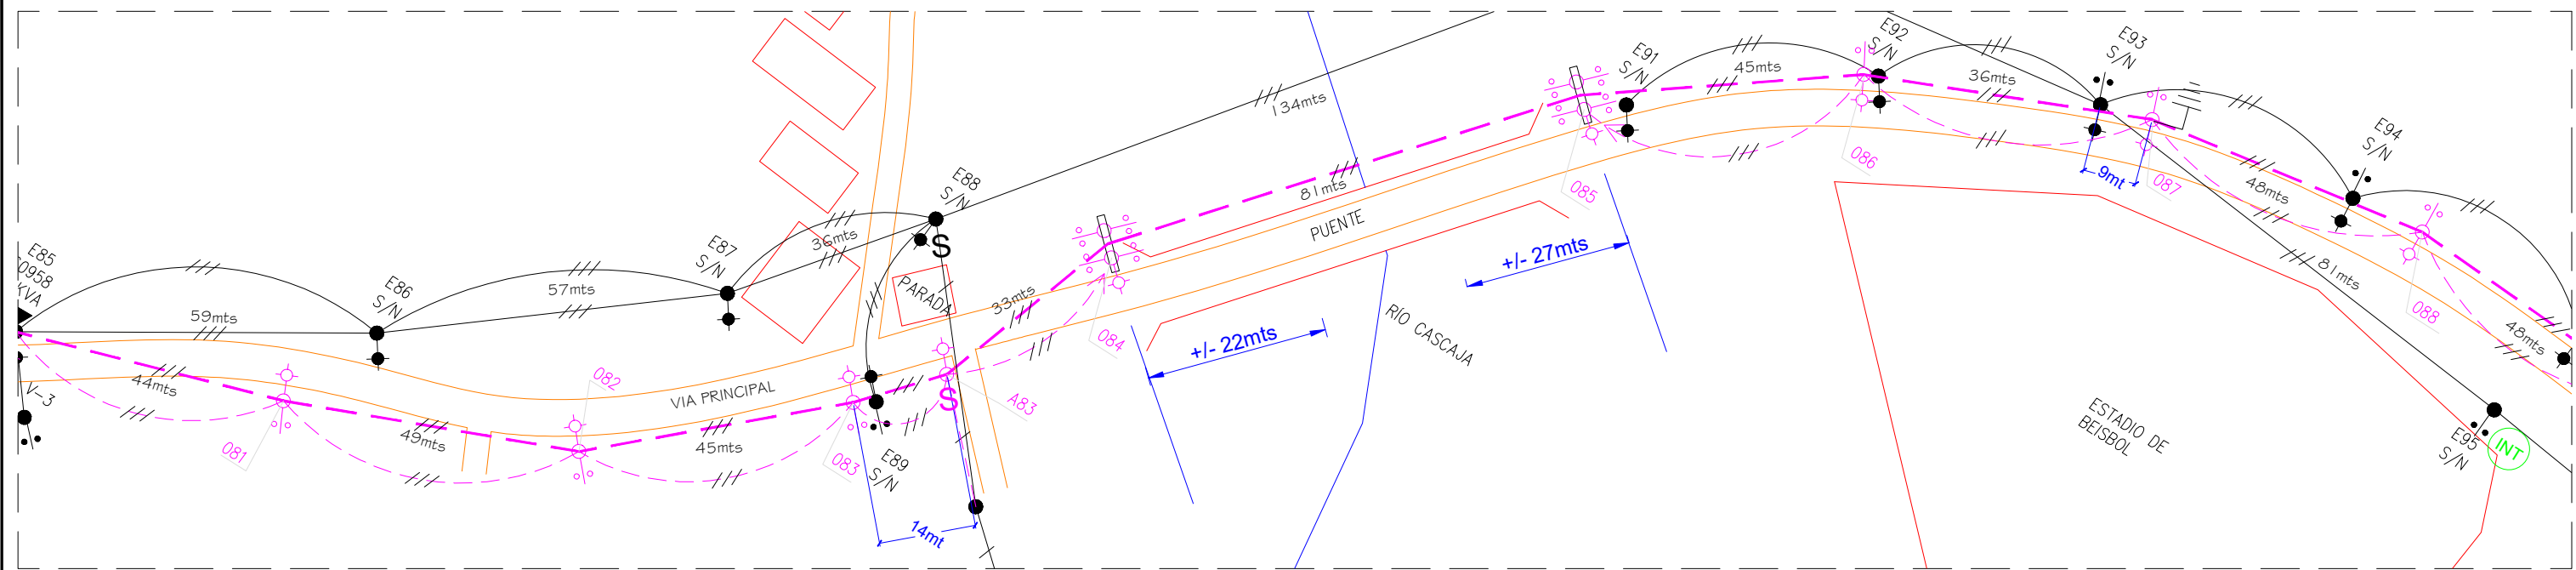 E85
0958
KVA
59mts
E86
S/N
57mts
E87
S/N
36mts
E88
S/N
S
PARADA
134mts
81mts
PUENTE
33mts
084
+/- 22mts
RÍO CASCAJA
+/- 27mts
085
E91
S/N
45mts
086
E92
S/N
36mts
E93
S/N
9mt
087
48mts
E94
S/N
088
81mts
48mts
V-3
44mts
081
49mts
082
VIA PRINCIPAL
45mts
083
E89
S/N
S
A83
14mt
ESTADIO DE
BEISBOL
E95
S/N
INT